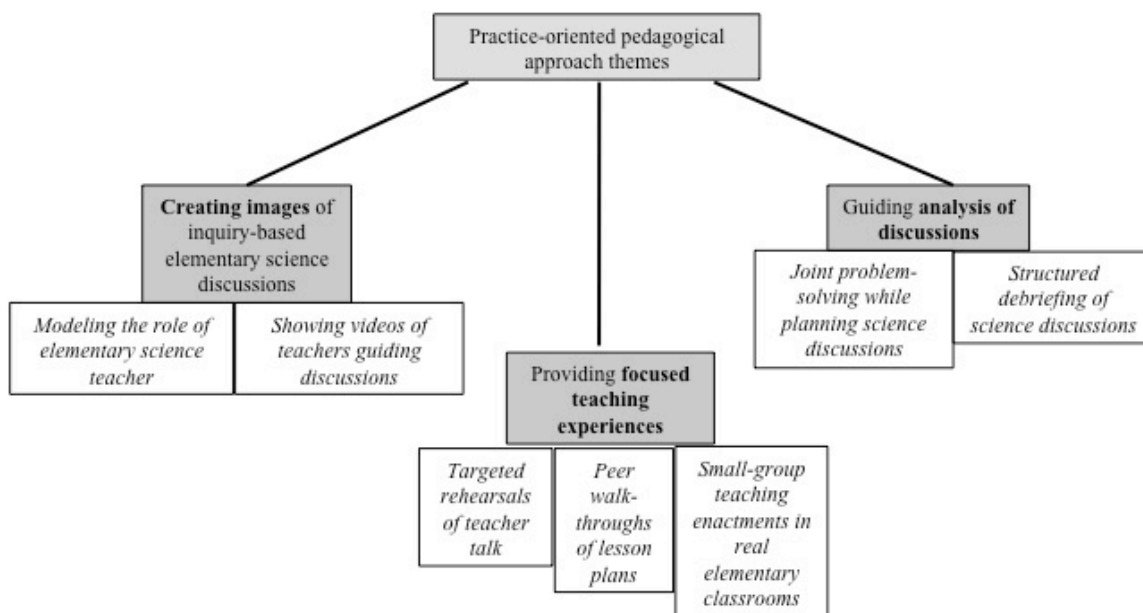 Practice-oriented pedagogical
approach themes
Creating images of
inquiry-based
elementary science
discussions
Modeling the role of
elementary science
teacher
Showing videos of
teachers guiding
discussions
Providing focused
teaching
experiences
Targeted
rehearsals
of teacher
talk
Peer
walk-
throughs
of lesson
plans
Small-group
teaching
enactments in
real
elementary
classrooms
Guiding analysis of
discussions
Joint problem-
solving while
planning science
discussions
Structured
debriefing of
science discussions